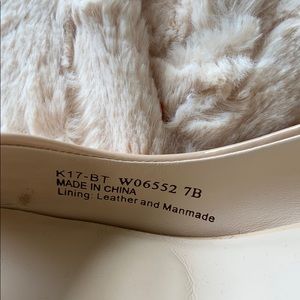 K17-BT W06552 7B
MADE IN CHINA
Lining: Leather and Manmade